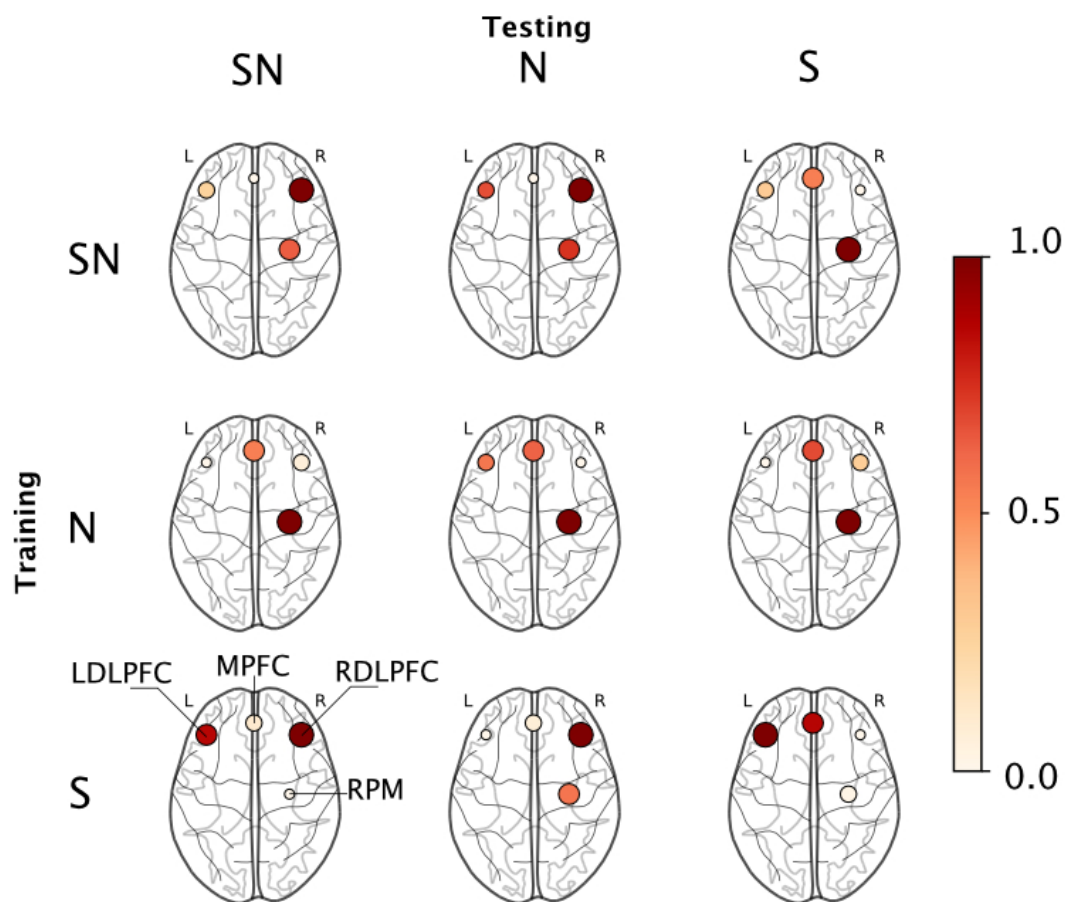 Testing
SN N S
L R L R L R
SN
1.0
L R L R L R
0.5
Training
N
LDLPFC MPFC RDLPFC
L R L R L R
0.0
S
RPM